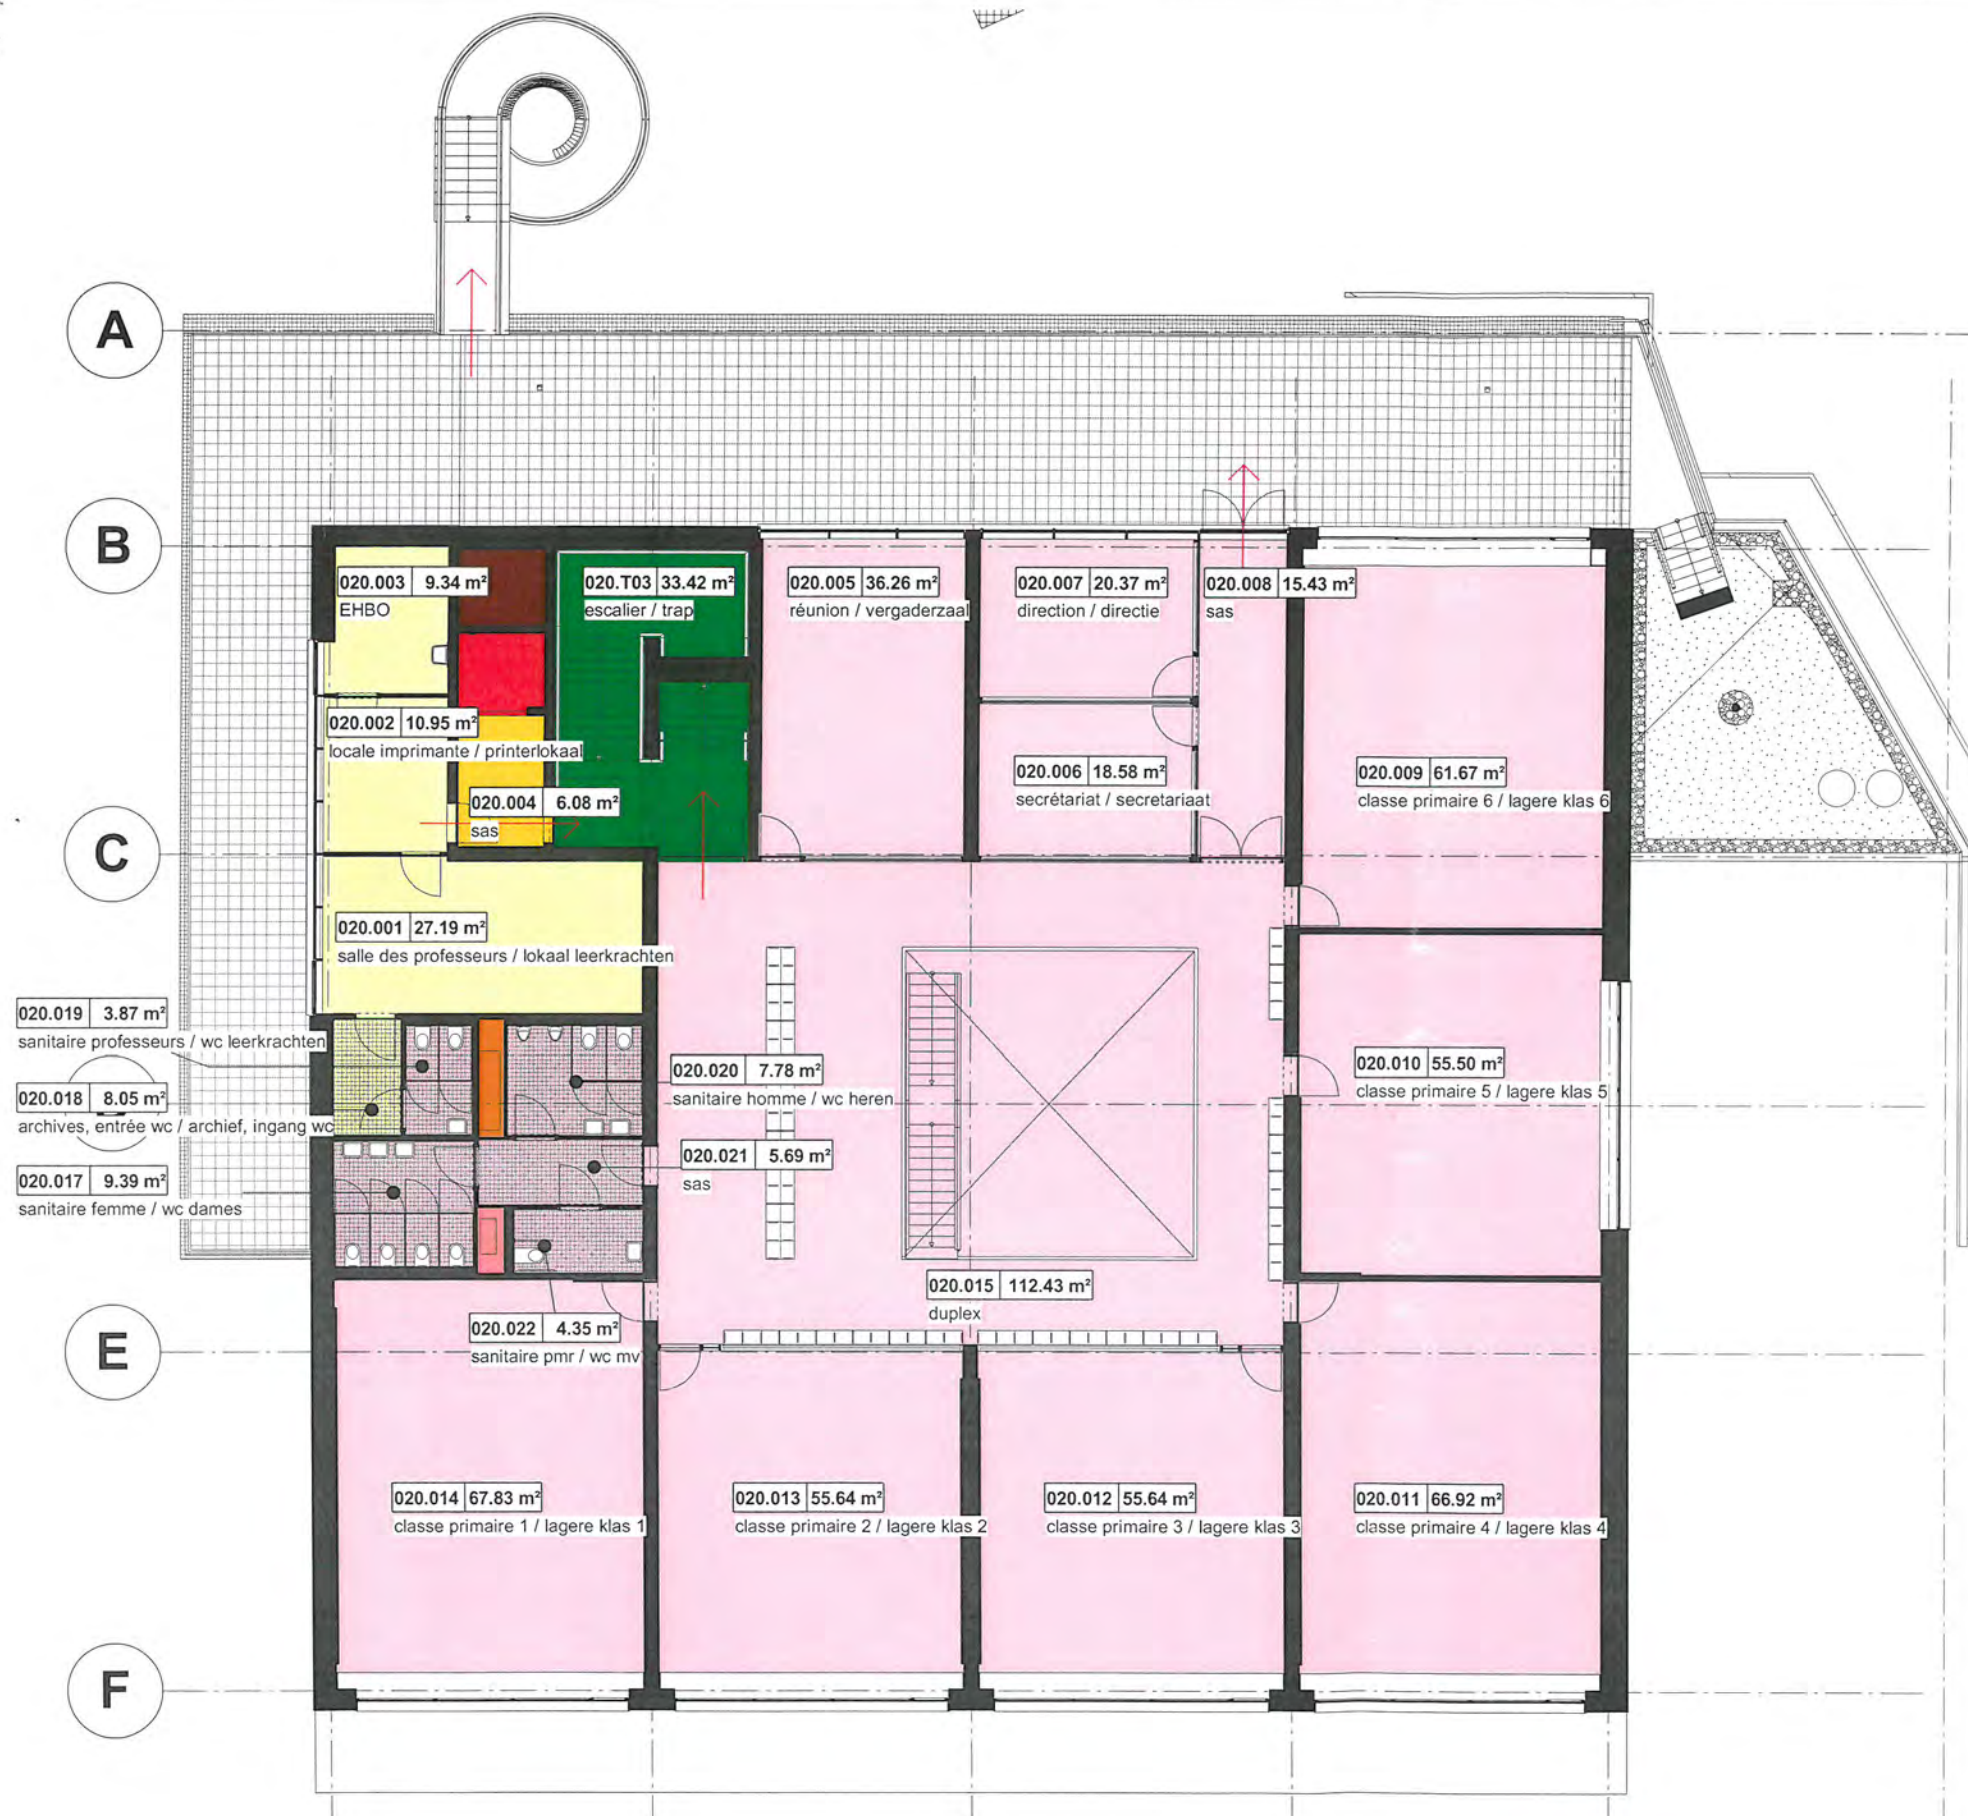 A
B
020.003 9.34 m²
EHBO
020.T03 33.42 m²
escalier / trap
020.005 36.26 m²
réunion / vergaderzaal
020.007 20.37 m²
direction / directie
020.008 15.43 m²
sas
020.002 10.95 m²
locale imprimante / printerlokaal
020.004 6.08 m²
sas
020.006 18.58 m²
secrétariat / secretariaat
020.009 61.67 m²
classe primaire 6 / lagere klas 6
C
020.001 27.19 m²
salle des professeurs / lokaal leerkrachten
020.019 3.87 m²
sanitaire professeurs / wc leerkrachten
020.018 8.05 m²
archives, entrée wc / archief, ingang wc
020.017 9.39 m²
sanitaire femme / wc dames
020.020 7.78 m²
sanitaire homme / wc heren
020.021 5.69 m²
sas
020.010 55.50 m²
classe primaire 5 / lagere klas 5
020.015 112.43 m²
duplex
020.022 4.35 m²
sanitaire pmr / wc mv
E
020.014 67.83 m²
classe primaire 1 / lagere klas 1
020.013 55.64 m²
classe primaire 2 / lagere klas 2
020.012 55.64 m²
classe primaire 3 / lagere klas 3
020.011 66.92 m²
classe primaire 4 / lagere klas 4
F